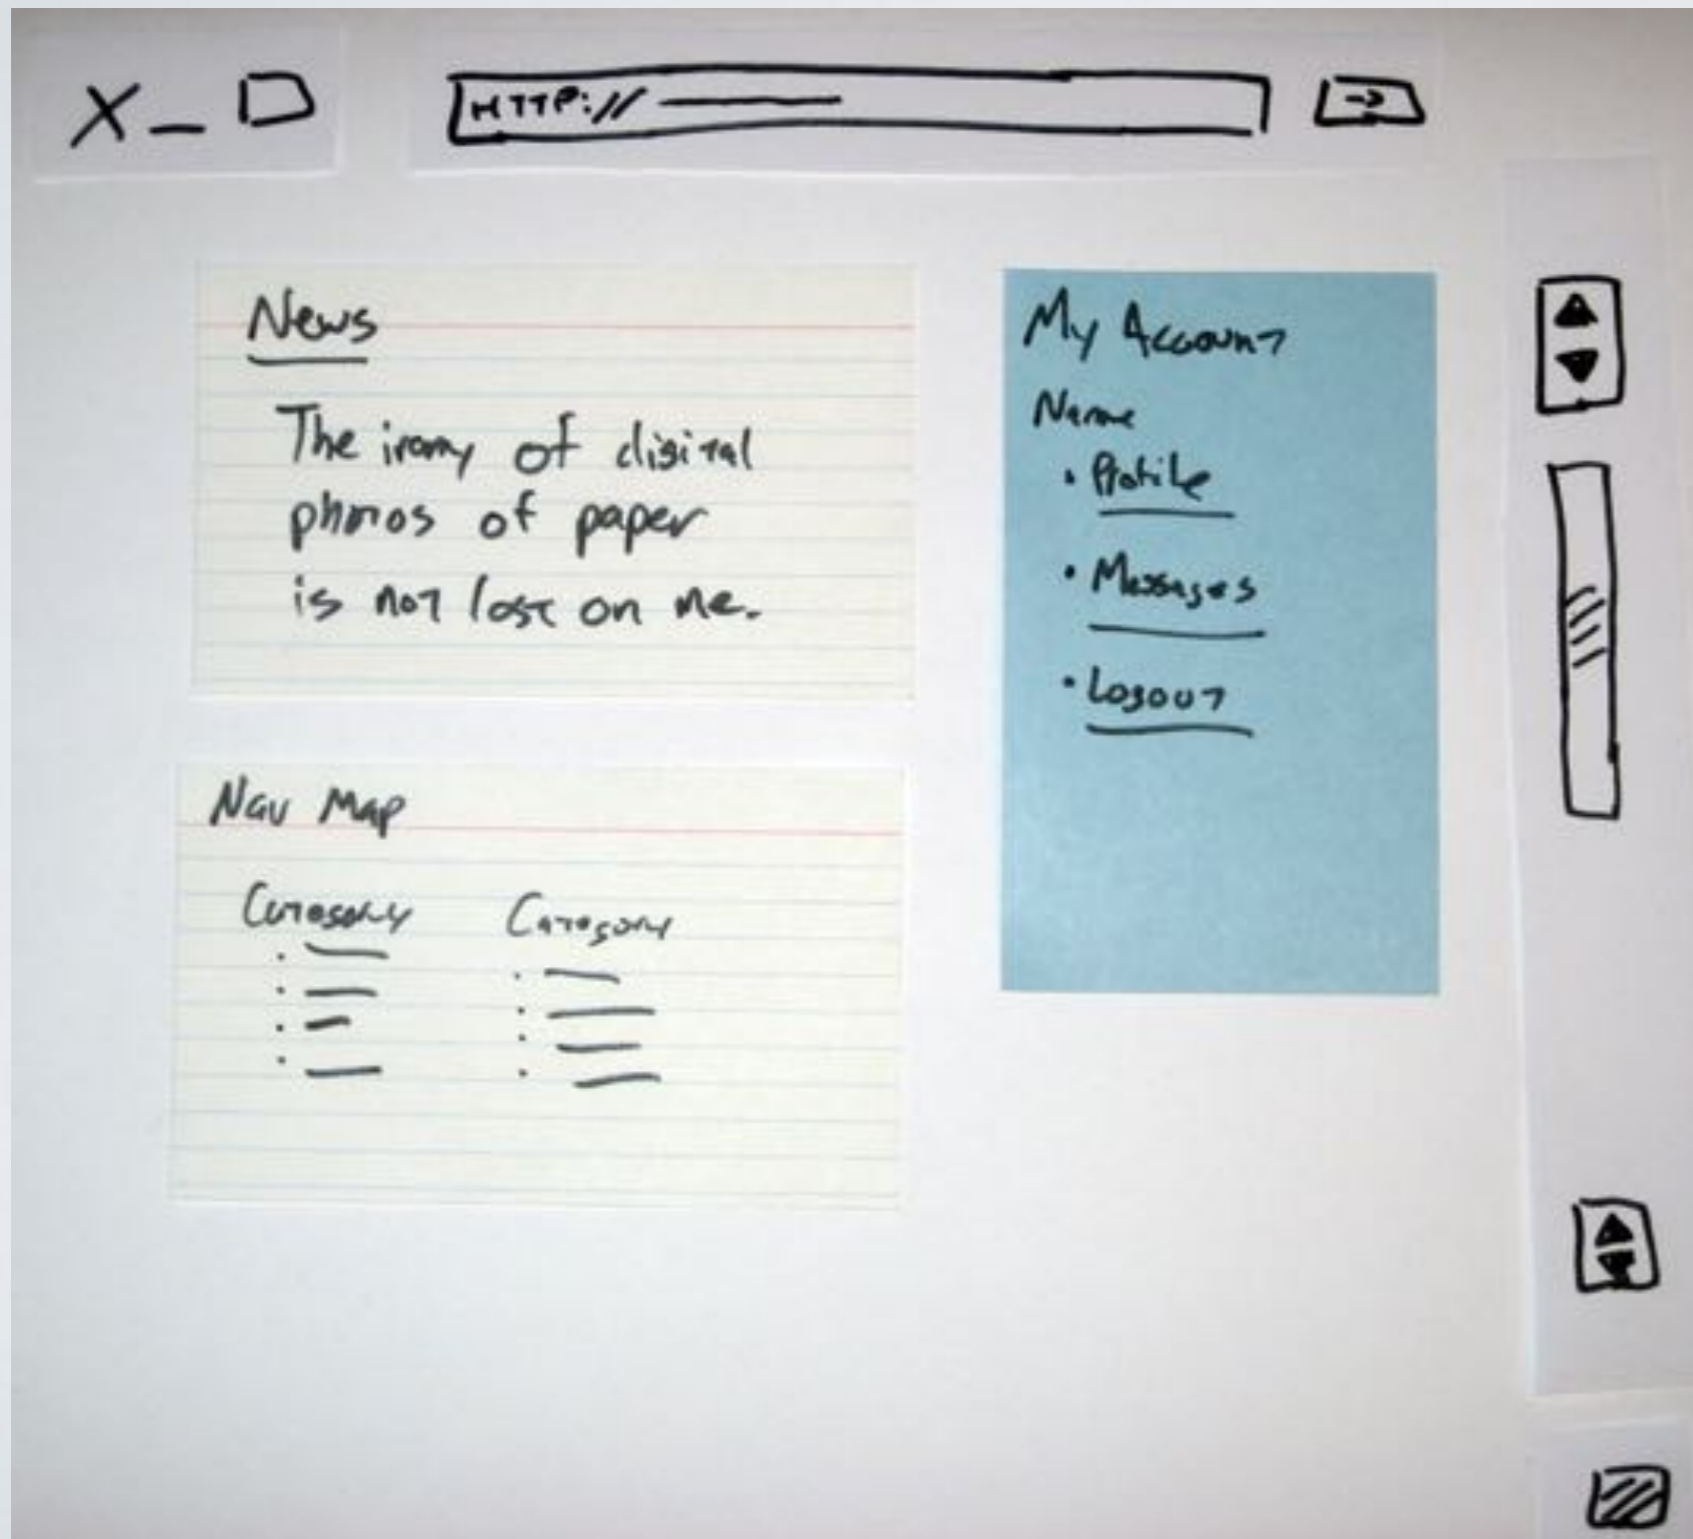 X _ □
HTTP://
->
News
The irony of digital
photos of paper
is not lost on me.
My Account
Name
• Profile
• Messages
• Logout
Nav Map
Category Category